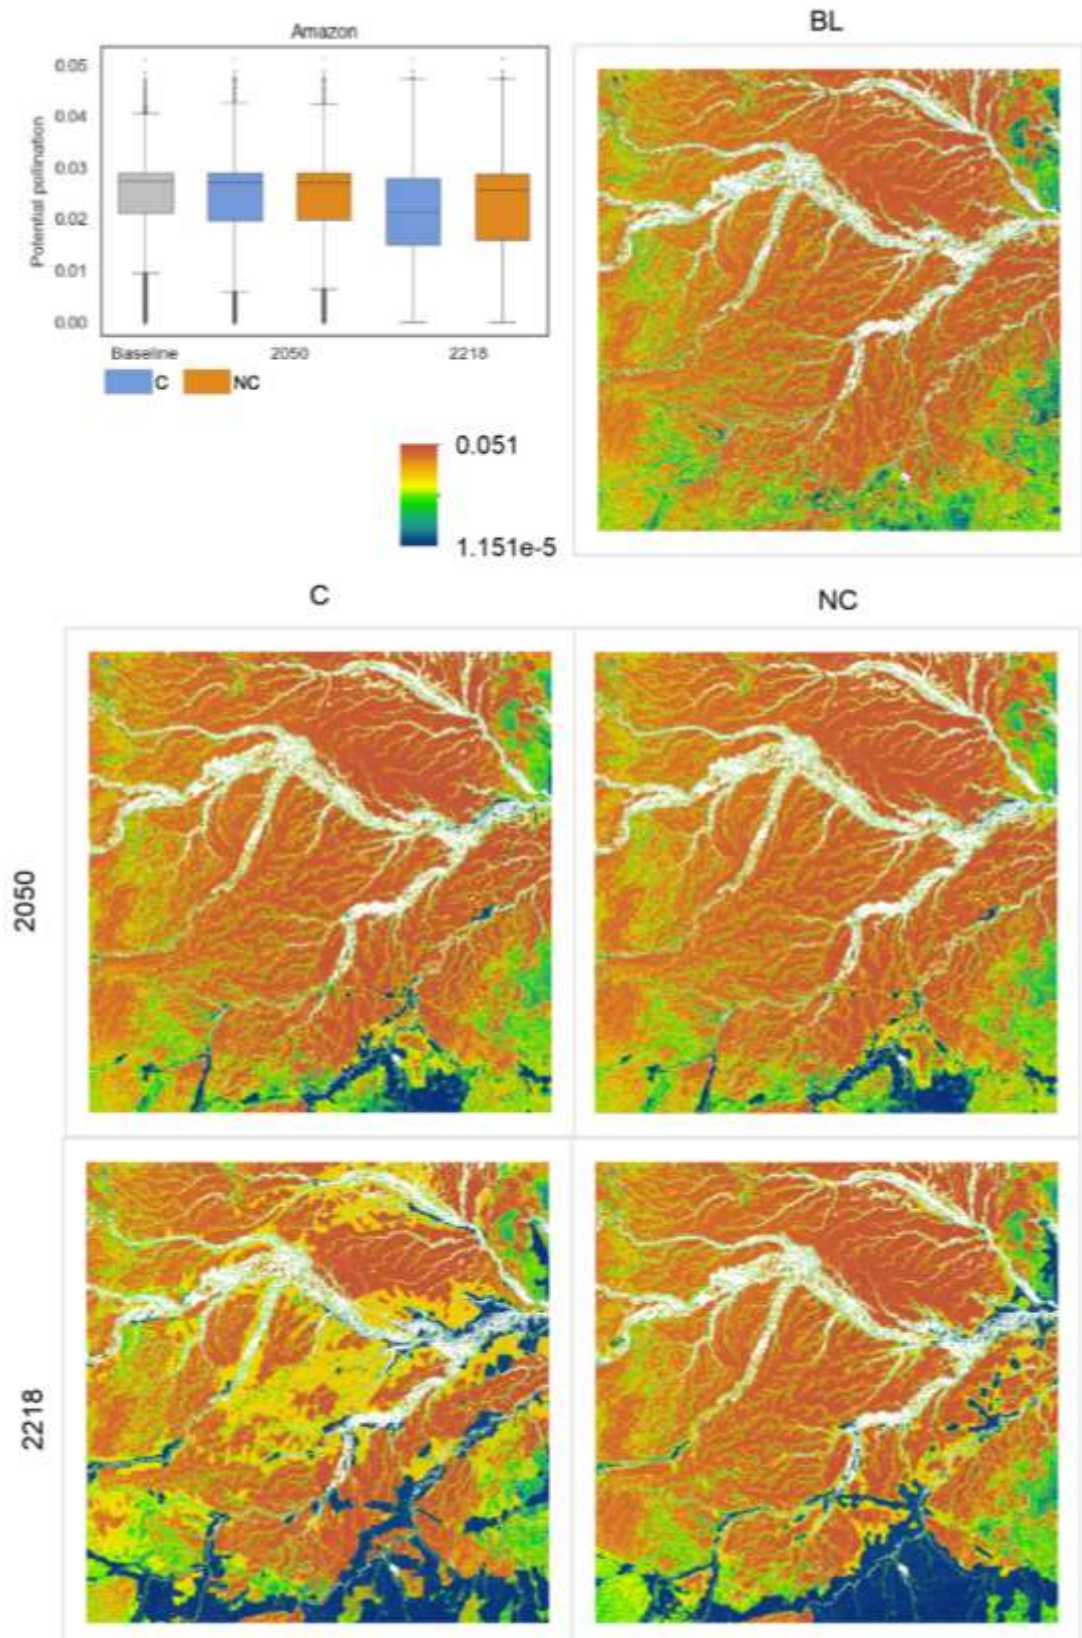 Amazon
BL
0.05
0.04
0.03
0.02
0.01
0.00
Potential pollination
Baseline 2050 2218
C NC
0.051
1.151e-5
C NC
2050
2218